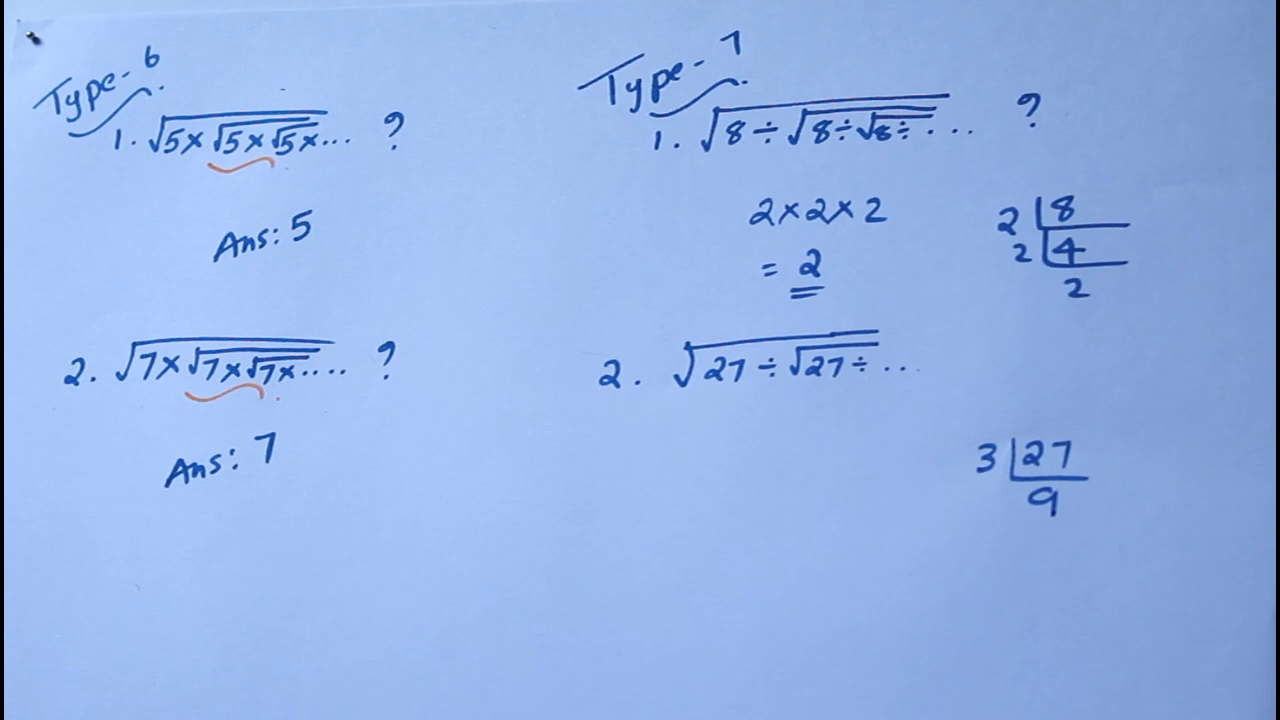 Type-6
1. √5×√5×√5×... ?
Ans: 5
2. √7×√7×√7×.... ?
Ans: 7
Type-7
1. √8÷√8÷√8÷.... ?
2×2×2
= 2
2 8
2 4
2
2. √27÷√27÷...
3 27
9